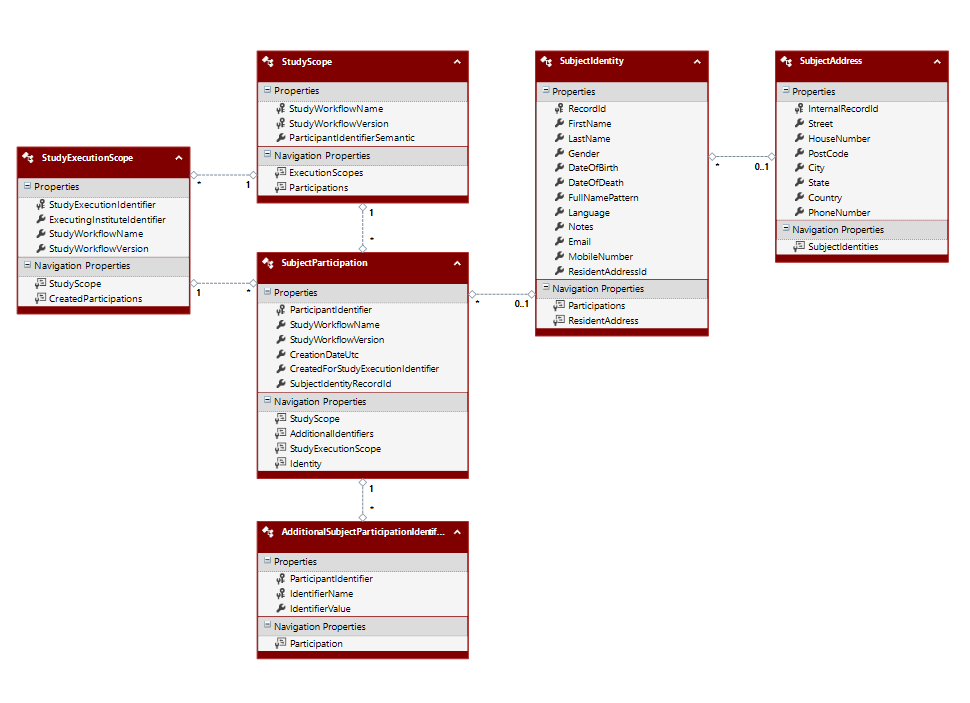 StudyScope
Properties
StudyWorkflowName
StudyWorkflowVersion
ParticipantIdentifierSemantic
Navigation Properties
ExecutionScopes
Participations
SubjectIdentity
Properties
RecordId
FirstName
LastName
Gender
DateOfBirth
DateOfDeath
FullNamePattern
Language
Notes
Email
MobileNumber
ResidentAddressId
Navigation Properties
Participations
ResidentAddress
SubjectAddress
Properties
InternalRecordId
Street
HouseNumber
PostCode
City
State
Country
PhoneNumber
Navigation Properties
SubjectIdentities
StudyExecutionScope
Properties
StudyExecutionIdentifier
ExecutingInstituteIdentifier
StudyWorkflowName
StudyWorkflowVersion
Navigation Properties
StudyScope
CreatedParticipations
* 1
* 0..1
1
*
1 *
* 0..1
SubjectParticipation
Properties
ParticipantIdentifier
StudyWorkflowName
StudyWorkflowVersion
CreationDateUtc
CreatedForStudyExecutionIdentifier
SubjectIdentityRecordId
Navigation Properties
StudyScope
AdditionalIdentifiers
StudyExecutionScope
Identity
1
*
AdditionalSubjectParticipationIdentif...
Properties
ParticipantIdentifier
IdentifierName
IdentifierValue
Navigation Properties
Participation